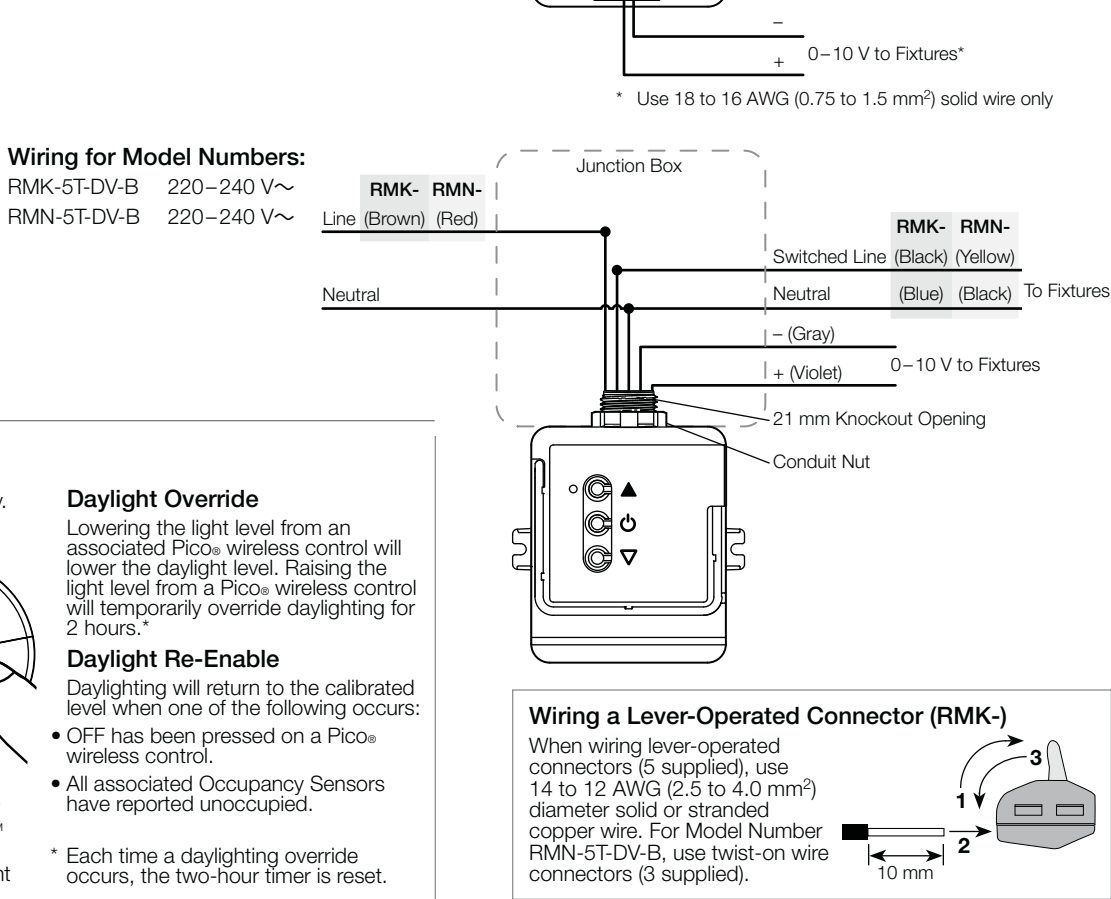 –
0–10 V to Fixtures*
+
* Use 18 to 16 AWG (0.75 to 1.5 mm²) solid wire only
Wiring for Model Numbers:
RMK-5T-DV-B 220–240 V~
RMN-5T-DV-B 220–240 V~
Junction Box
RMK- RMN-
Line (Brown) (Red)
Neutral
RMK- RMN-
Switched Line (Black) (Yellow)
Neutral (Blue) (Black) To Fixtures
– (Gray)
0–10 V to Fixtures
+ (Violet)
21 mm Knockout Opening
Conduit Nut
Daylight Override
Lowering the light level from an
associated Pico® wireless control will
lower the daylight level. Raising the
light level from a Pico® wireless control
will temporarily override daylighting for
2 hours.*
Daylight Re-Enable
Daylighting will return to the calibrated
level when one of the following occurs:
• OFF has been pressed on a Pico®
wireless control.
• All associated Occupancy Sensors
have reported unoccupied.
* Each time a daylighting override
occurs, the two-hour timer is reset.
Wiring a Lever-Operated Connector (RMK-)
When wiring lever-operated
connectors (5 supplied), use
14 to 12 AWG (2.5 to 4.0 mm²)
diameter solid or stranded
copper wire. For Model Number
RMN-5T-DV-B, use twist-on wire
connectors (3 supplied).
3
1
2
10 mm